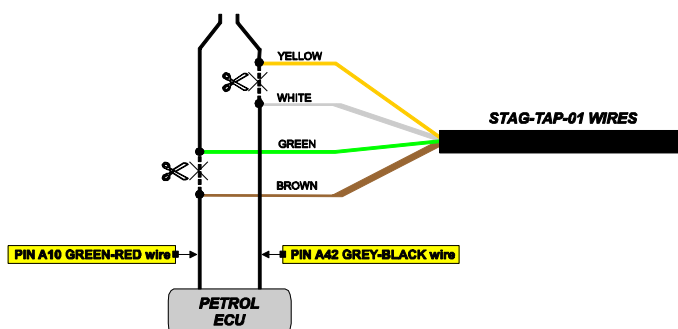 YELLOW
WHITE
STAG-TAP-01 WIRES
GREEN
BROWN
PIN A10 GREEN-RED wire
PIN A42 GREY-BLACK wire
PETROL
ECU